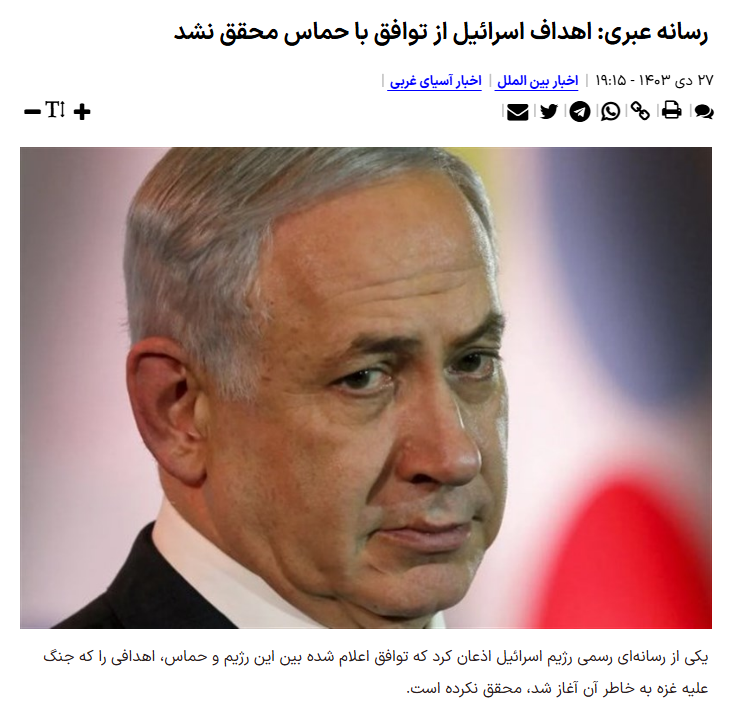 رسانه عبری: اهداف اسرائیل از توافق با حماس محقق نشد
۲۷ دی ۱۴۰۳ - ۱۹:۱۵ | اخبار بین الملل | اخبار آسیای غربی |
یکی از رسانه‌ای رسمی رژیم اسرائیل اذعان کرد که توافق اعلام شده بین این رژیم و حماس، اهدافی را که جنگ
علیه غزه به خاطر آن آغاز شد، محقق نکرده است.